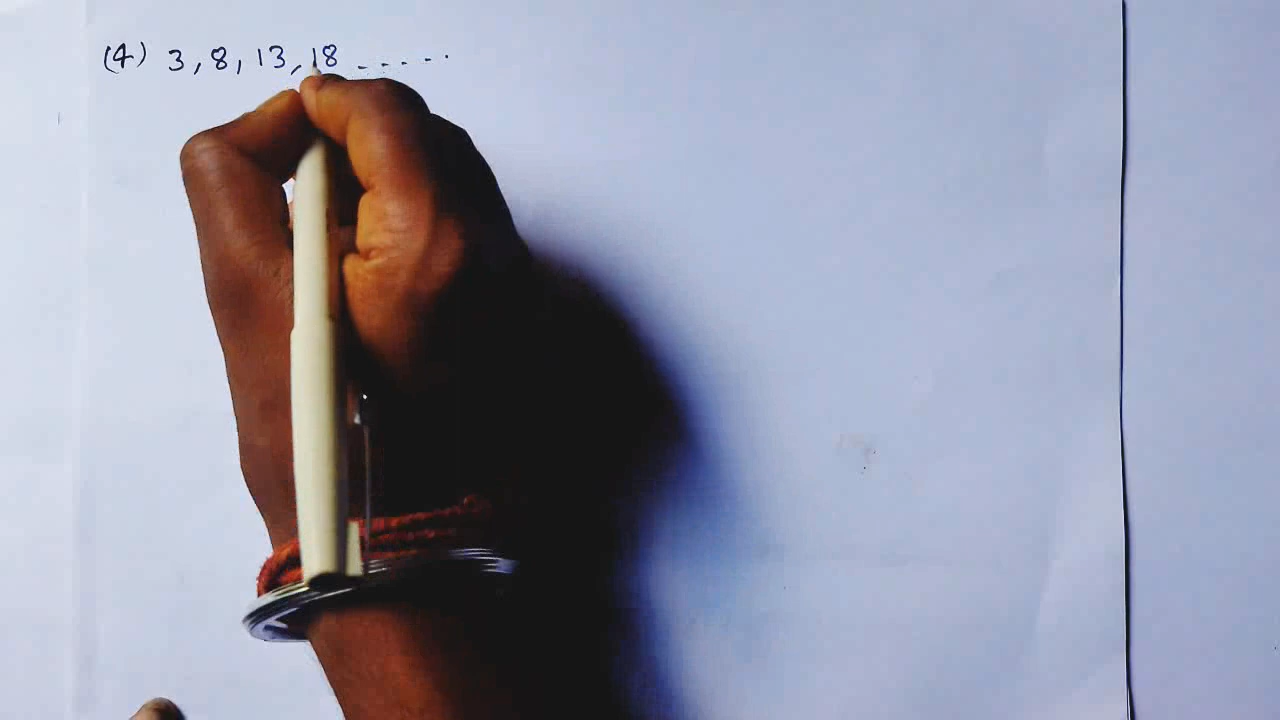 (4) 3, 8, 13, 18 ......